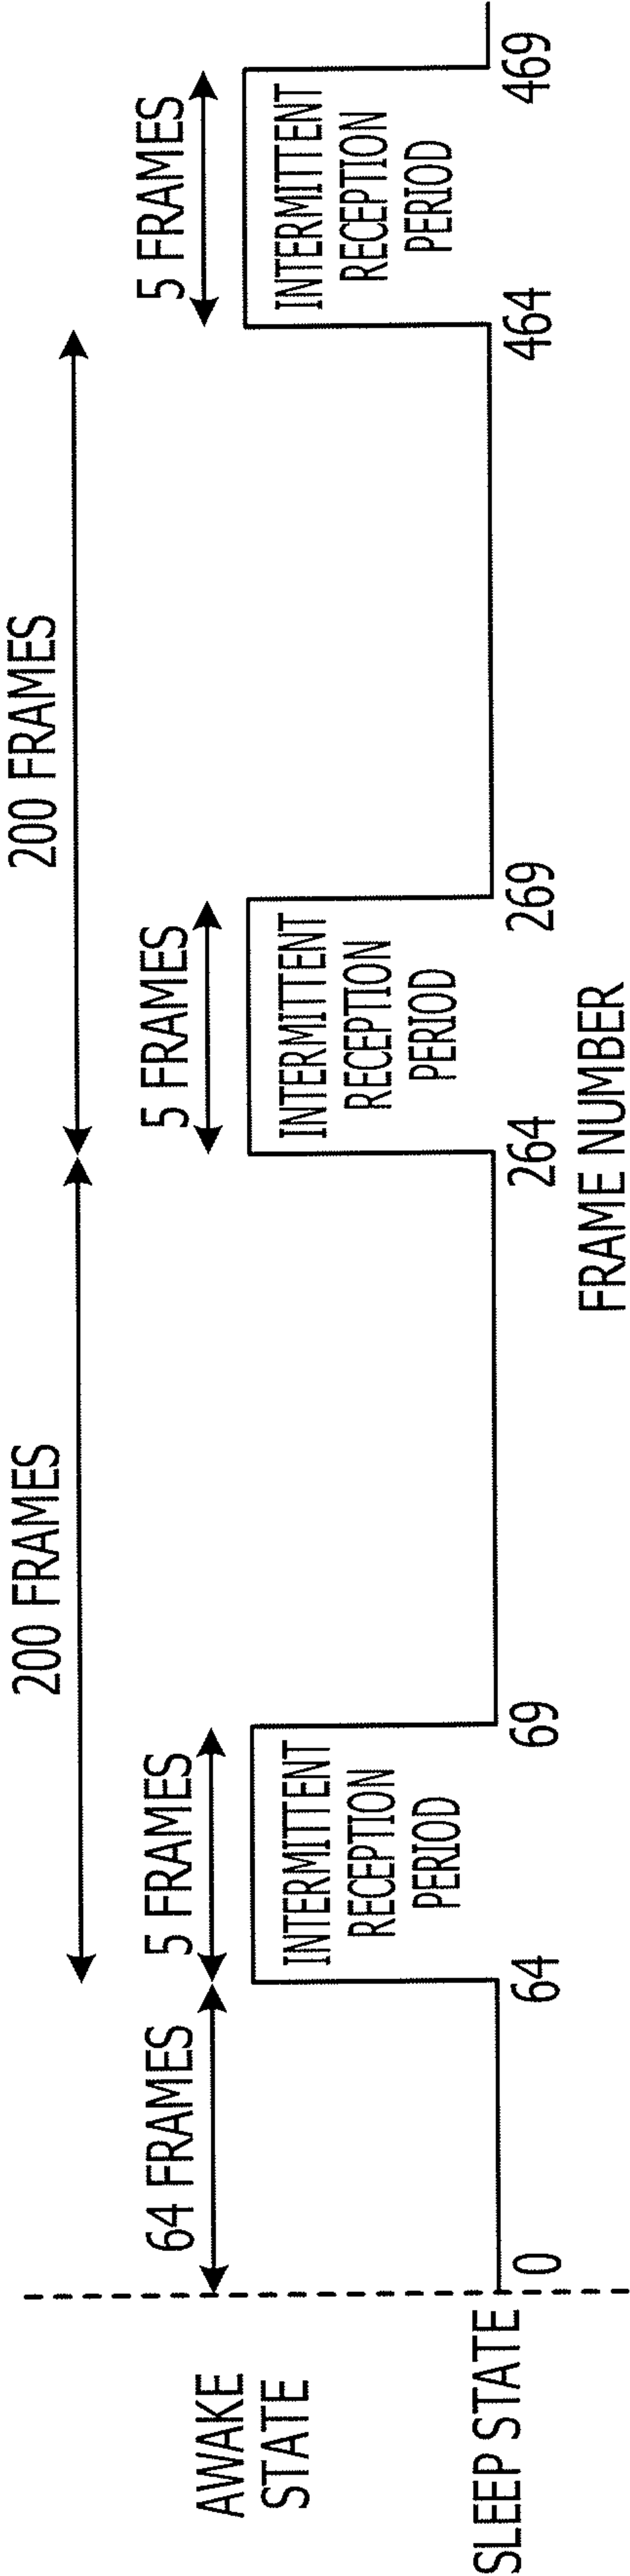 200 FRAMES
200 FRAMES
64 FRAMES
5 FRAMES
5 FRAMES
5 FRAMES
AWAKE
STATE
INTERMITTENT
RECEPTION
PERIOD
INTERMITTENT
RECEPTION
PERIOD
INTERMITTENT
RECEPTION
PERIOD
SLEEP STATE
0
64
69
264
269
464
469
FRAME NUMBER